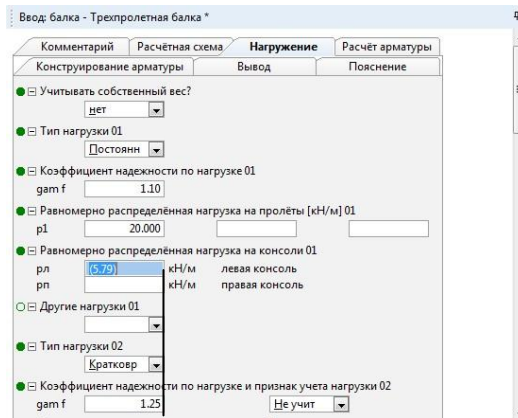 Ввод: балка - Трехпролетная балка *
Комментарий Расчётная схема Нагружение Расчёт арматуры
Конструирование арматуры Вывод Пояснение
Учитывать собственный вес?
нет
Тип нагрузки 01
Постоянн
Коэффициент надежности по нагрузке 01
gam f 1.10
Равномерно распределённая нагрузка на пролёты [кН/м] 01
p1 20.000
Равномерно распределённая нагрузка на консоли 01
pл (5.79) кН/м левая консоль
pп кН/м правая консоль
Другие нагрузки 01
Тип нагрузки 02
Кратковр
Коэффициент надежности по нагрузке и признак учета нагрузки 02
gam f 1.25 Не учит